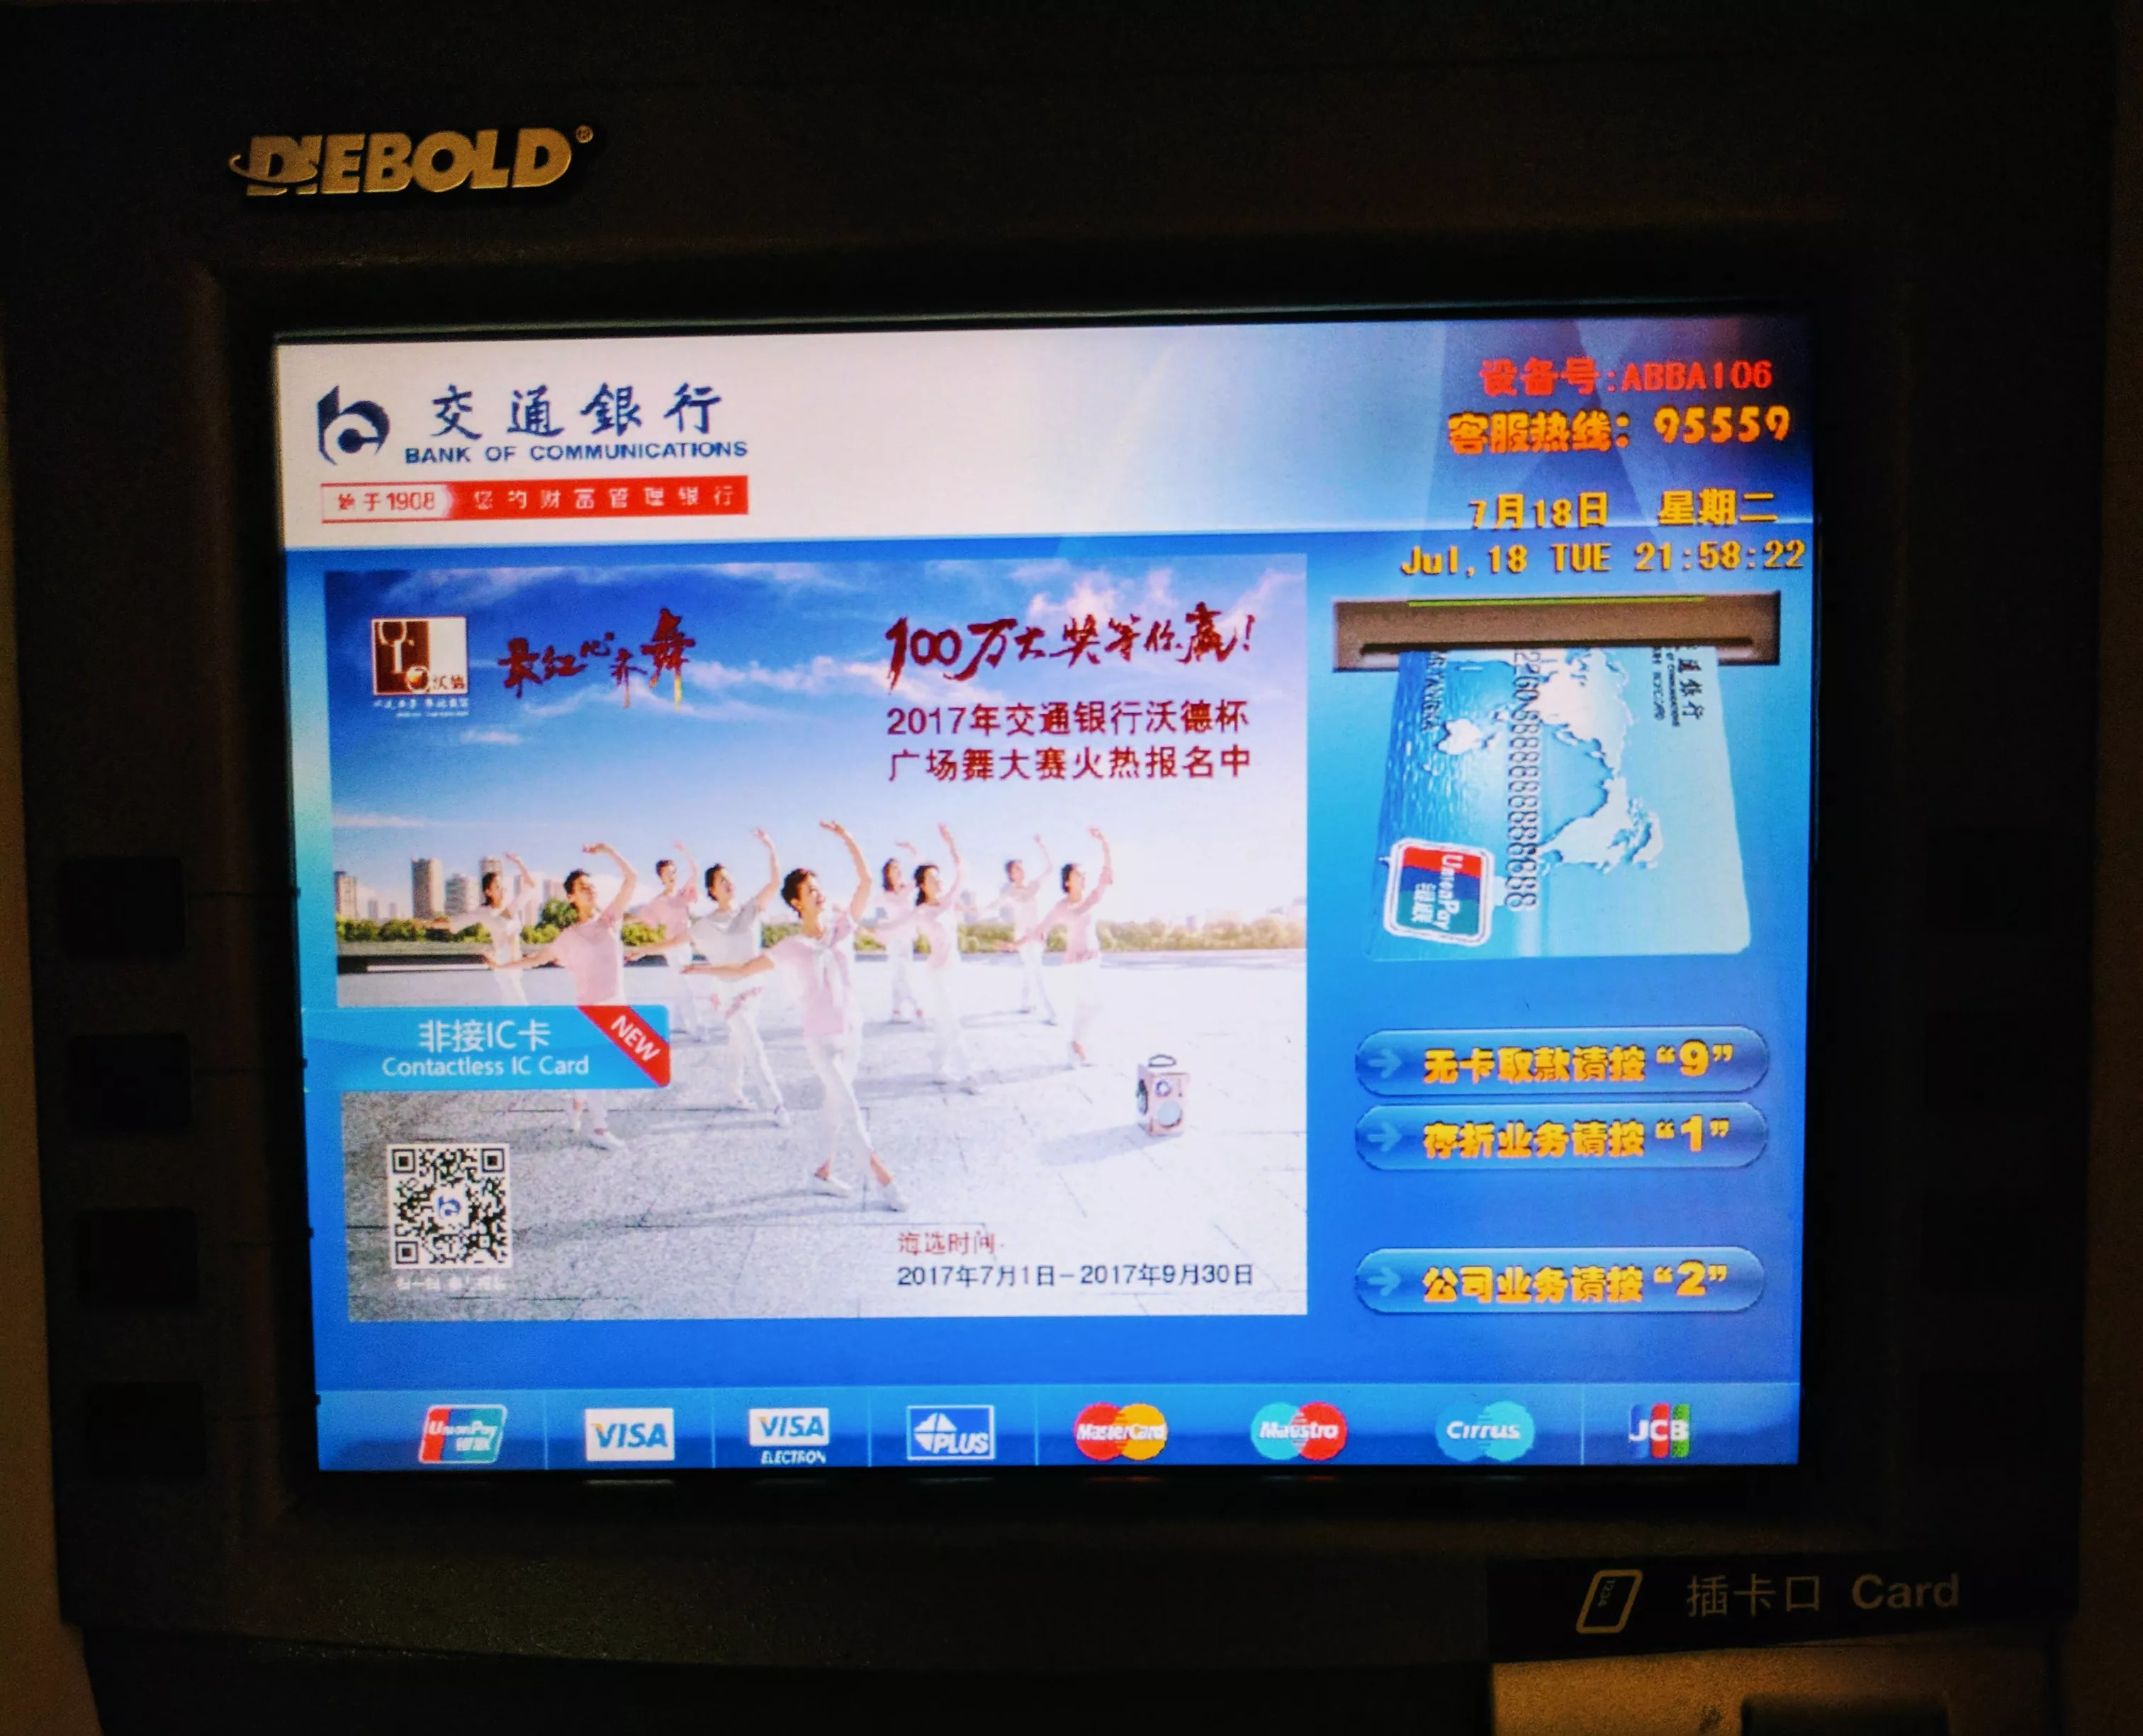 DIEBOLD®
交通銀行
BANK OF COMMUNICATIONS
始于1908 您的财富管理银行
设备号:ABBA106
客服热线：95559
7月18日 星期二
Jul,18 TUE 21:58:22
沃德
最红心齐舞
100万大奖等你赢!
2017年交通银行沃德杯
广场舞大赛火热报名中
UnionPay
银联
非接IC卡
Contactless IC Card
NEW
无卡取款请按“9”
存折业务请按“1”
公司业务请按“2”
海选时间
2017年7月1日-2017年9月30日
UnionPay
银联
VISA
VISA
ELECTRON
PLUS
MasterCard
Maestro
Cirrus
JCB
插卡口 Card